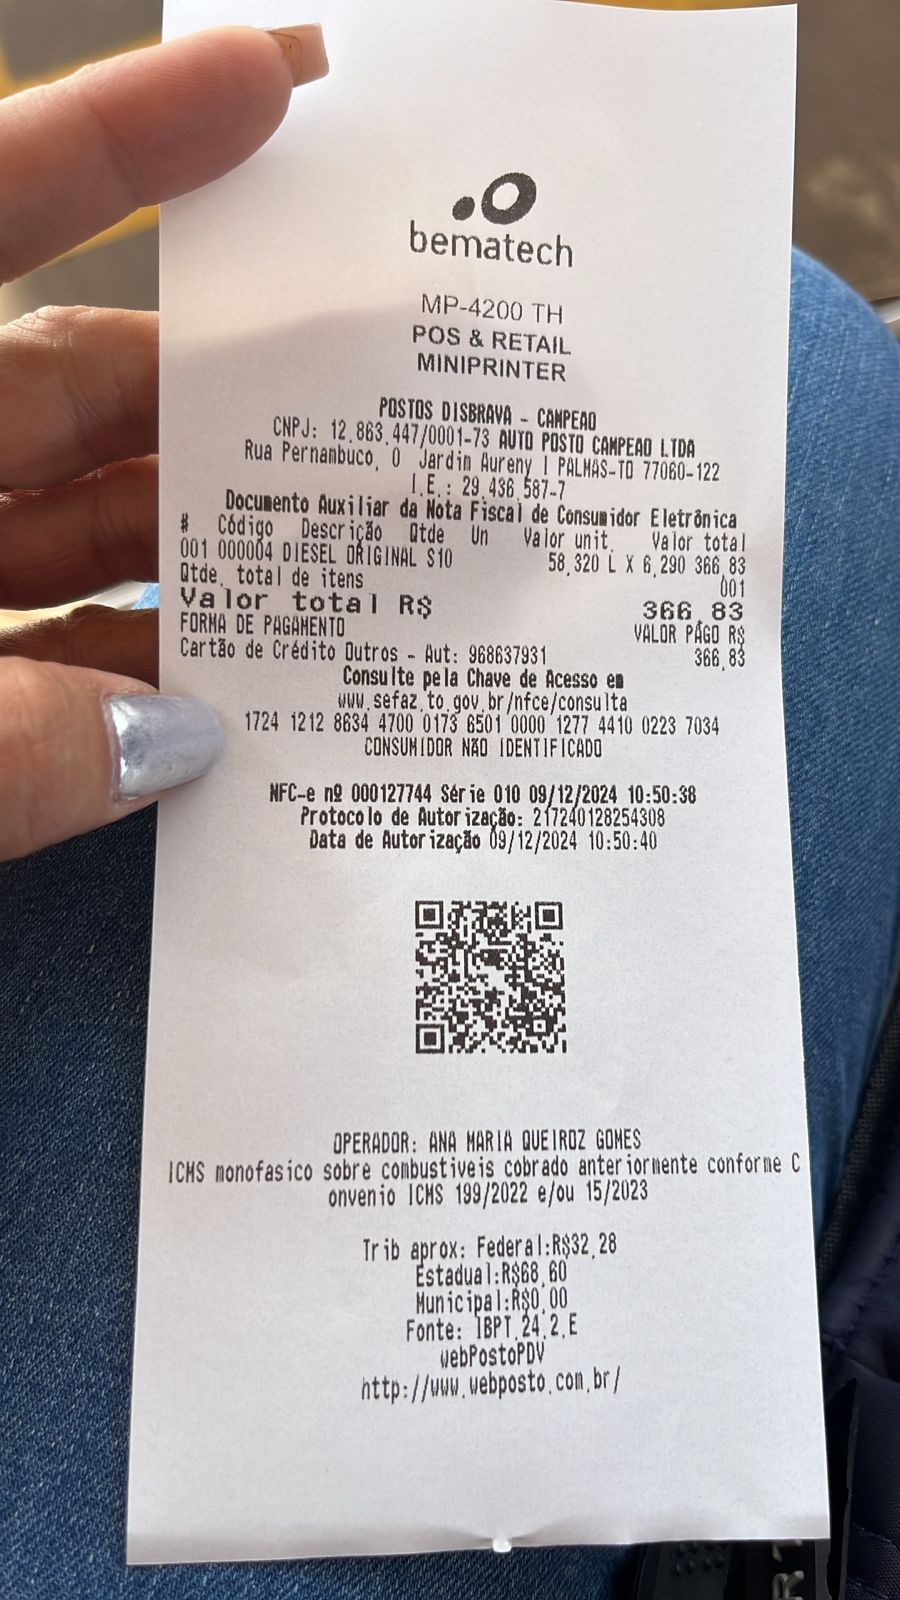 bematech
MP-4200 TH
POS & RETAIL
MINIPRINTER
POSTOS DISBRAVA - CAMPEAO
CNPJ: 12.863.447/0001-73 AUTO POSTO CAMPEAO LTDA
Rua Pernambuco, 0 Jardim Aureny I PALMAS-TO 77060-122
I.E.: 29.436.587-7
Documento Auxiliar da Nota Fiscal de Consumidor Eletrônica
# Código Descrição Qtde Un Valor unit. Valor total
001 000004 DIESEL ORIGINAL S10 58,320 L X 6,290 366,83
Qtde. total de itens 001
Valor total R$ 366,83
FORMA DE PAGAMENTO VALOR PAGO R$
Cartão de Crédito Outros - Aut: 968637931 366,83
Consulte pela Chave de Acesso em
www.sefaz.to.gov.br/nfce/consulta
1724 1212 8634 4700 0173 6501 0000 1277 4410 0223 7034
CONSUMIDOR NÃO IDENTIFICADO
NFC-e nº 000127744 Série 010 09/12/2024 10:50:38
Protocolo de Autorização: 217240128254308
Data de Autorização 09/12/2024 10:50:40
OPERADOR: ANA MARIA QUEIROZ GOMES
ICMS monofasico sobre combustiveis cobrado anteriormente conforme C
onvenio ICMS 199/2022 e/ou 15/2023
Trib aprox: Federal:R$32,28
Estadual:R$68,60
Municipal:R$0,00
Fonte: IBPT.24.2.E
webPostoPDV
http://www.webposto.com.br/